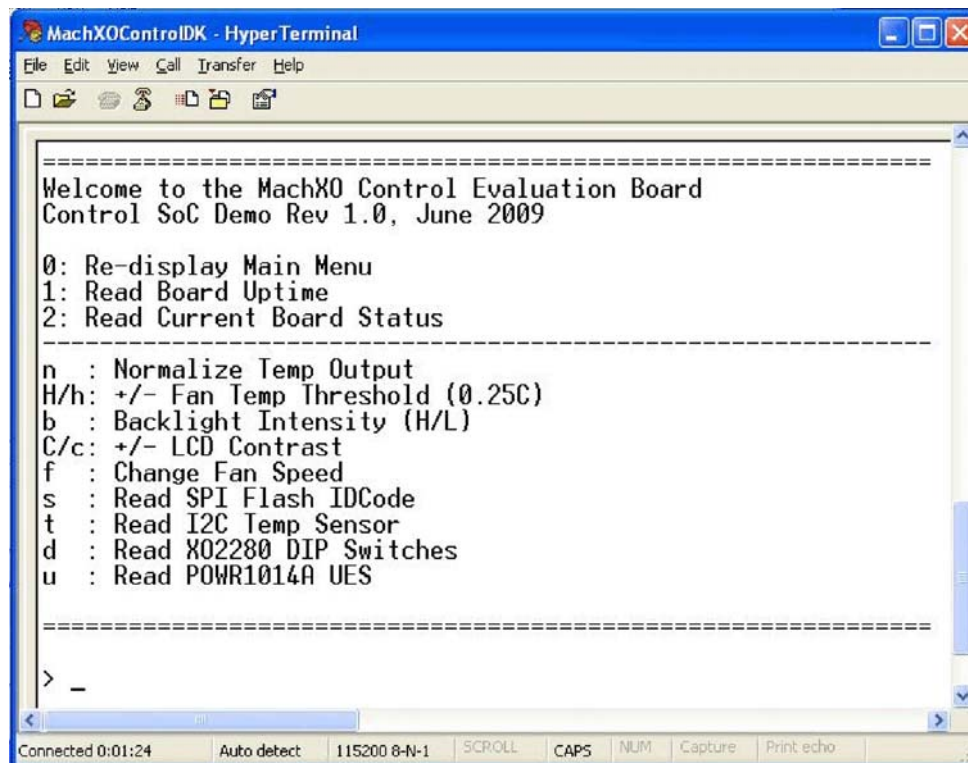 MachXOControlDK - HyperTerminal
File Edit View Call Transfer Help
==============================================================
Welcome to the MachXO Control Evaluation Board
Control SoC Demo Rev 1.0, June 2009
0: Re-display Main Menu
1: Read Board Uptime
2: Read Current Board Status
--------------------------------------------------------------
n  : Normalize Temp Output
H/h: +/- Fan Temp Threshold (0.25C)
b  : Backlight Intensity (H/L)
C/c: +/- LCD Contrast
f  : Change Fan Speed
s  : Read SPI Flash IDCode
t  : Read I2C Temp Sensor
d  : Read XO2280 DIP Switches
u  : Read POWR1014A UES
==============================================================
> _
Connected 0:01:24 Auto detect 115200 8-N-1 SCROLL CAPS NUM Capture Print echo